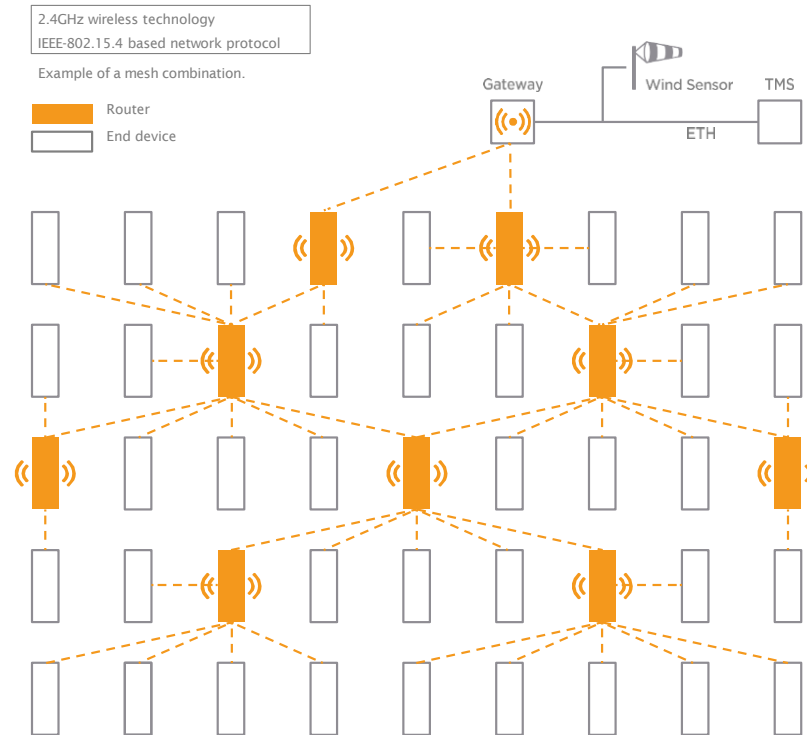 2.4GHz wireless technology
IEEE-802.15.4 based network protocol
Example of a mesh combination.
Router
End device
Gateway
Wind Sensor
TMS
ETH